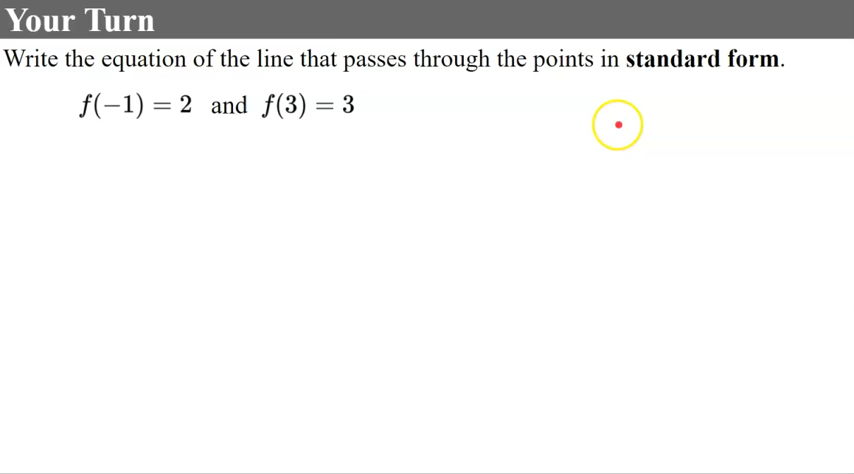 Your Turn
Write the equation of the line that passes through the points in standard form.
f(−1) = 2 and f(3) = 3